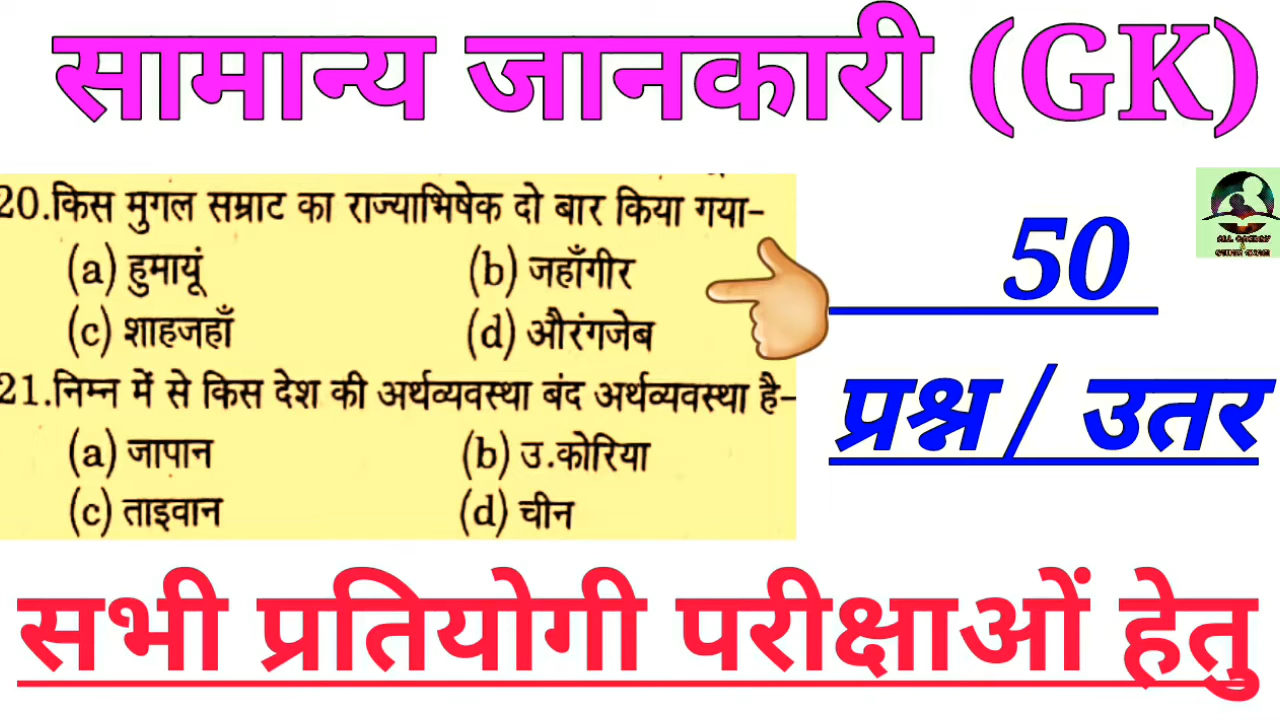 सामान्य जानकारी (GK)
20.किस मुगल सम्राट का राज्याभिषेक दो बार किया गया-
(a) हुमायूं (b) जहाँगीर
(c) शाहजहाँ (d) औरंगजेब
21.निम्न में से किस देश की अर्थव्यवस्था बंद अर्थव्यवस्था है-
(a) जापान (b) उ.कोरिया
(c) ताइवान (d) चीन
50
प्रश्न / उतर
सभी प्रतियोगी परीक्षाओं हेतु